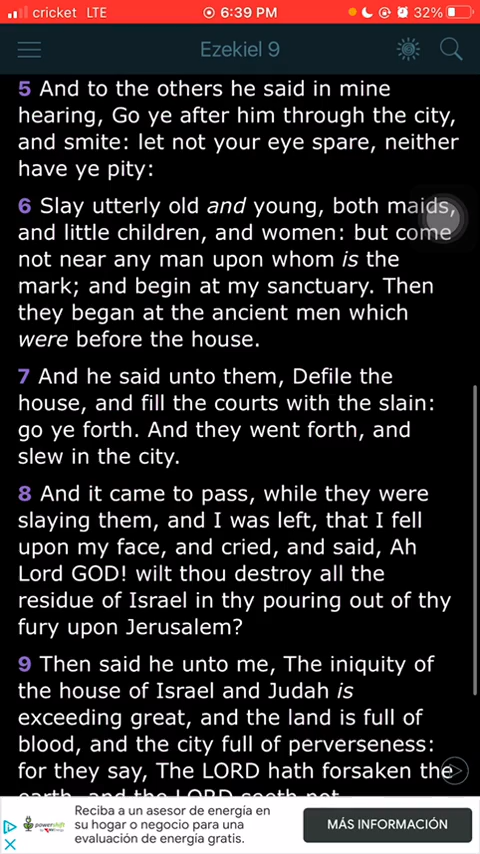 cricket LTE 6:39 PM 32%
Ezekiel 9
5 And to the others he said in mine
hearing, Go ye after him through the city,
and smite: let not your eye spare, neither
have ye pity:
6 Slay utterly old and young, both maids,
and little children, and women: but come
not near any man upon whom is the
mark; and begin at my sanctuary. Then
they began at the ancient men which
were before the house.
7 And he said unto them, Defile the
house, and fill the courts with the slain:
go ye forth. And they went forth, and
slew in the city.
8 And it came to pass, while they were
slaying them, and I was left, that I fell
upon my face, and cried, and said, Ah
Lord GOD! wilt thou destroy all the
residue of Israel in thy pouring out of thy
fury upon Jerusalem?
9 Then said he unto me, The iniquity of
the house of Israel and Judah is
exceeding great, and the land is full of
blood, and the city full of perverseness:
for they say, The LORD hath forsaken the
earth, and the LORD seeth not.
powershift
Reciba a un asesor de energía en
su hogar o negocio para una
evaluación de energía gratis.
MÁS INFORMACIÓN